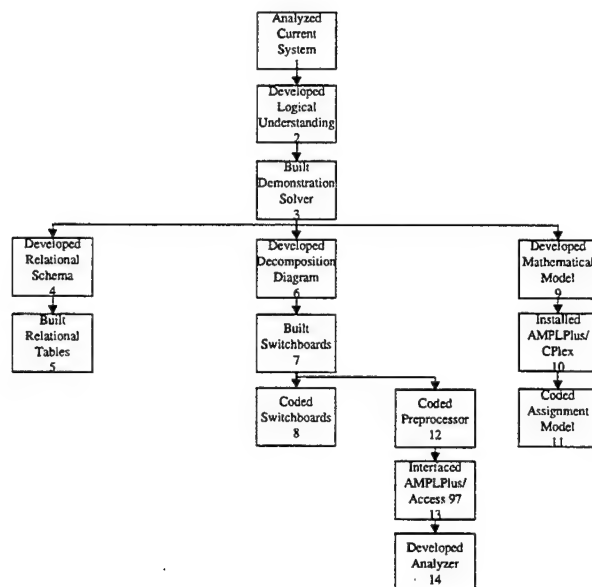 Analyzed
Current
System
1
Developed
Logical
Understanding
2
Built
Demonstration
Solver
3
Developed
Relational
Schema
4
Built
Relational
Tables
5
Developed
Decomposition
Diagram
6
Built
Switchboards
7
Coded
Switchboards
8
Developed
Mathematical
Model
9
Installed
AMPLPlus/
CPlex
10
Coded
Assignment
Model
11
Coded
Preprocessor
12
Interfaced
AMPLPlus/
Access 97
13
Developed
Analyzer
14